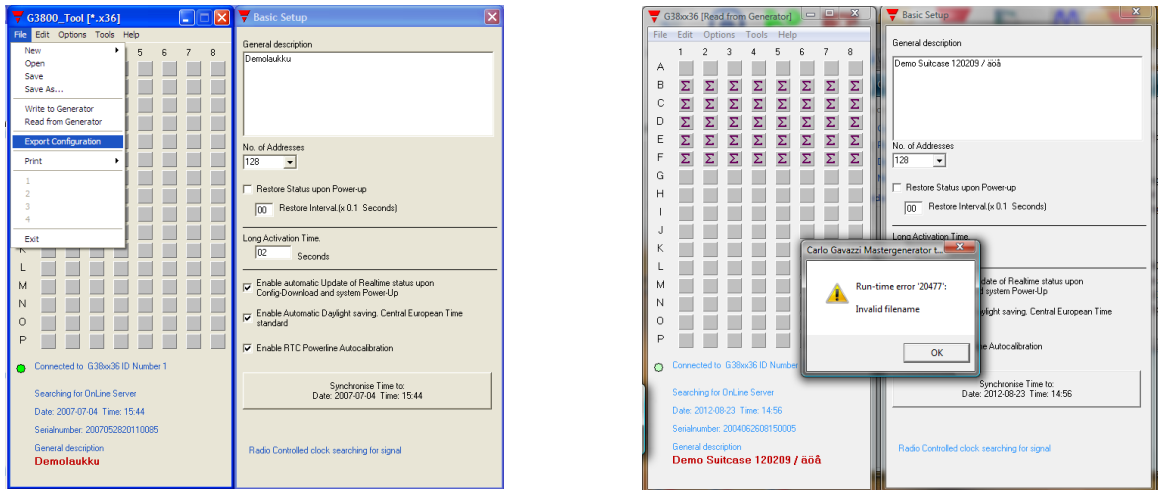 G3800_Tool [*.x36]
File Edit Options Tools Help
New
Open
Save
Save As...
Write to Generator
Read from Generator
Export Configuration
Print
1
2
3
4
Exit
5 6 7 8
K
L
M
N
O
P
Connected to G38xx36 ID Number 1
Searching for OnLine Server
Date: 2007-07-04 Time: 15:44
Serialnumber: 2007052820110085
General description
Demolaukku
Basic Setup
General description
Demolaukku
No. of Addresses
128
Restore Status upon Power-up
00 Restore Interval.(x 0.1 Seconds)
Long Activation Time.
02 Seconds
Enable automatic Update of Realtime status upon
Config-Download and system Power-Up
Enable Automatic Daylight saving. Central European Time
standard
Enable RTC Powerline Autocalibration
Synchronise Time to:
Date: 2007-07-04 Time: 15:44
Radio Controlled clock searching for signal
G38xx36 [Read from Generator]
File Edit Options Tools Help
1 2 3 4 5 6 7 8
A
B Σ Σ Σ Σ Σ Σ Σ Σ
C Σ Σ Σ Σ Σ Σ Σ Σ
D Σ Σ Σ Σ Σ Σ Σ Σ
E Σ Σ Σ Σ Σ Σ Σ Σ
F Σ Σ Σ Σ Σ Σ Σ Σ
G
H
I
J
K
L
M
N
O
P
Connected to G38xx36 ID Number
Searching for OnLine Server
Date: 2012-08-23 Time: 14:56
Serialnumber: 2004062608150005
General description
Demo Suitcase 120209 / äöå
Basic Setup
General description
Demo Suitcase 120209 / äöå
No. of Addresses
128
Restore Status upon Power-up
00 Restore Interval.(x 0.1 Seconds)
Long Activation Time.
Carlo Gavazzi Mastergenerator t...
Run-time error '20477':
Invalid filename
OK
date of Realtime status upon
d system Power-Up
ylight saving. Central European Time
e Autocalibration
Synchronise Time to:
Date: 2012-08-23 Time: 14:56
Radio Controlled clock searching for signal